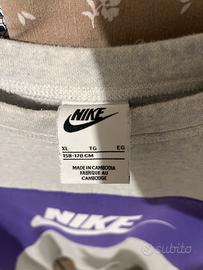 NIKE
XL TG EG
158-170 CM
MADE IN CAMBODIA
FABRIQUÉ AU
CAMBODGE
NIKE
subito